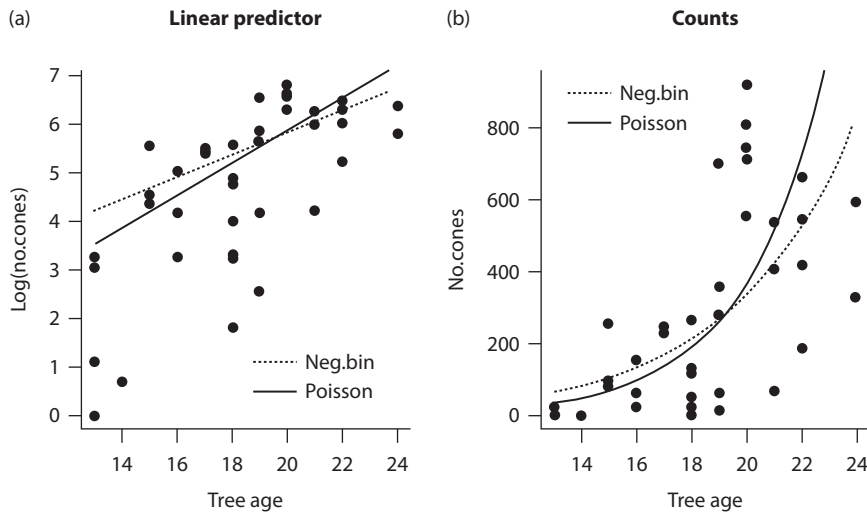 (a) Linear predictor
Log(no.cones)
7
6
5
4
3
2
1
0
Neg.bin
Poisson
14 16 18 20 22 24
Tree age
(b) Counts
No.cones
800
600
400
200
0
Neg.bin
Poisson
14 16 18 20 22 24
Tree age